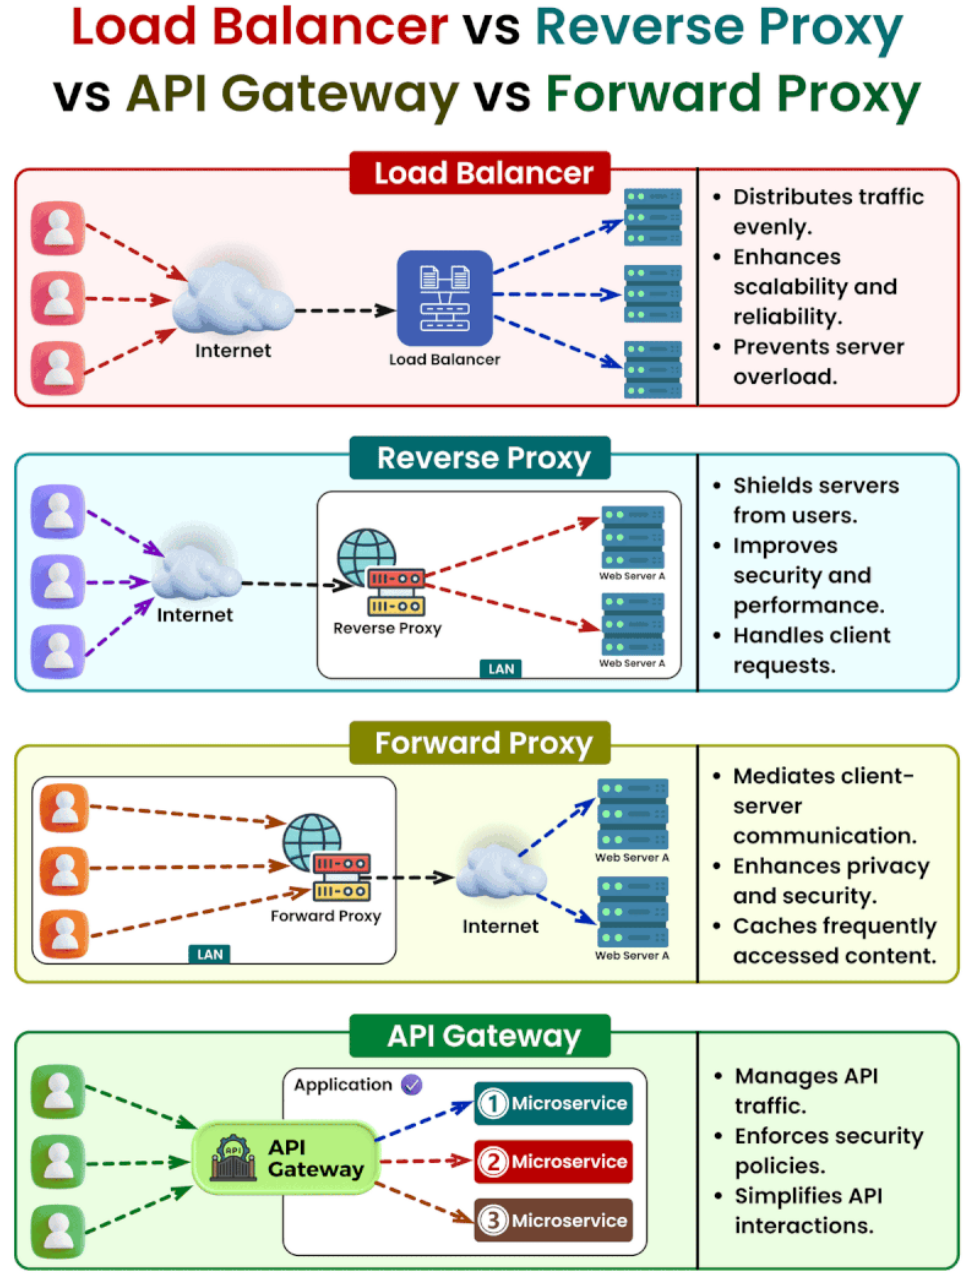 Load Balancer vs Reverse Proxy
vs API Gateway vs Forward Proxy
Load Balancer
Internet
Load Balancer
• Distributes traffic
evenly.
• Enhances
scalability and
reliability.
• Prevents server
overload.
Reverse Proxy
Internet
Reverse Proxy
Web Server A
Web Server A
LAN
• Shields servers
from users.
• Improves
security and
performance.
• Handles client
requests.
Forward Proxy
Forward Proxy
LAN
Internet
Web Server A
Web Server A
• Mediates client-
server
communication.
• Enhances privacy
and security.
• Caches frequently
accessed content.
API Gateway
Application
API
API
Gateway
1 Microservice
2 Microservice
3 Microservice
• Manages API
traffic.
• Enforces security
policies.
• Simplifies API
interactions.